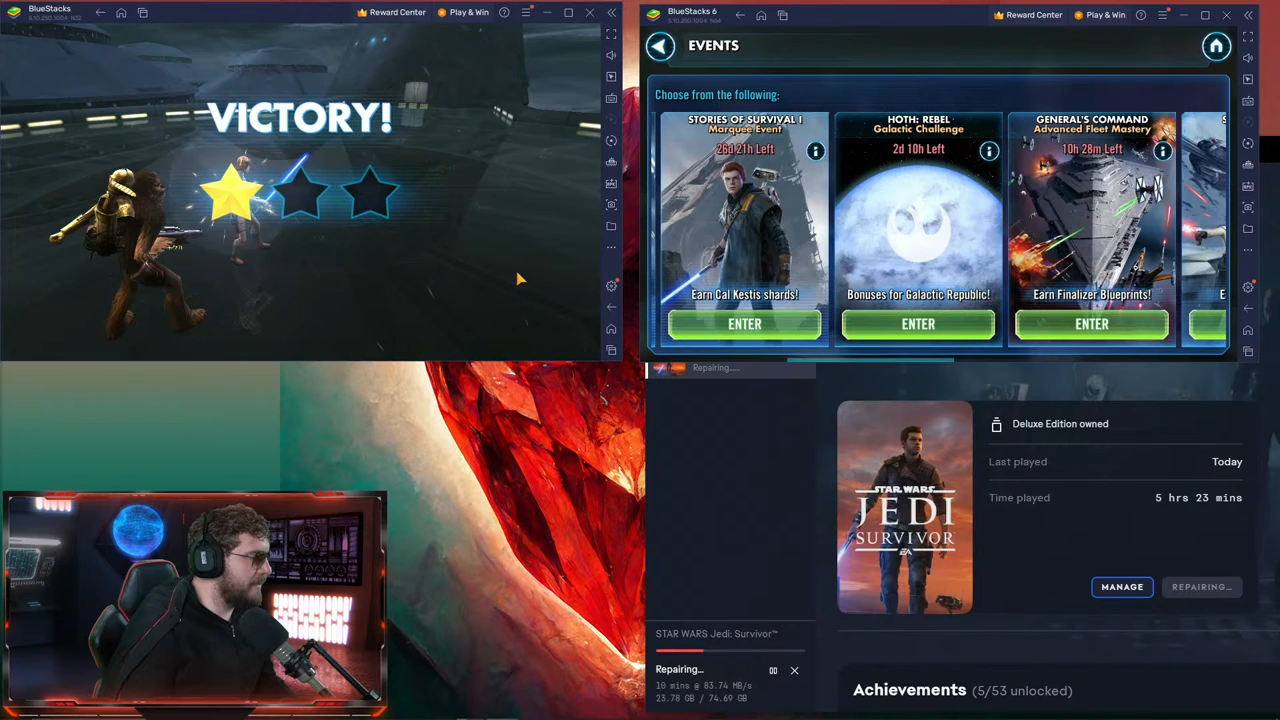 BlueStacks
Reward Center
Play & Win
VICTORY!
BlueStacks 6
Reward Center
Play & Win
EVENTS
Choose from the following:
STORIES OF SURVIVAL I
Marquee Event
26d 21h Left
Earn Cal Kestis shards!
ENTER
HOTH: REBEL
Galactic Challenge
2d 10h Left
Bonuses for Galactic Republic!
ENTER
GENERAL'S COMMAND
Advanced Fleet Mastery
10h 28m Left
Earn Finalizer Blueprints!
ENTER
Repairing.....
STAR WARS
JEDI
SURVIVOR
EA
Deluxe Edition owned
Last played Today
Time played 5 hrs 23 mins
MANAGE
REPAIRING...
STAR WARS Jedi: Survivor™
Repairing...
10 mins @ 83.74 MB/s
23.78 GB / 74.69 GB
Achievements (5/53 unlocked)